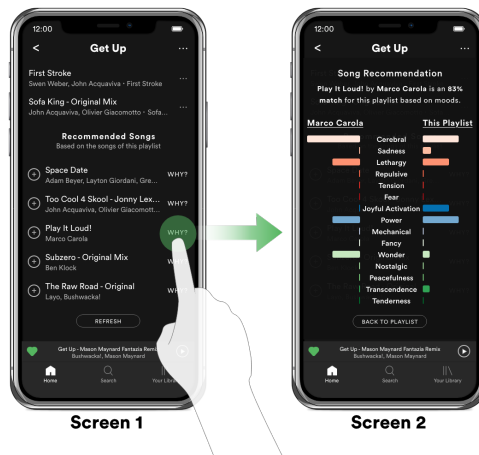 12:00
< Get Up ...
First Stroke
Swen Weber, John Acquaviva • First Stroke
Sofa King - Original Mix
John Acquaviva, Olivier Giacomotto • Sofa...
Recommended Songs
Based on the songs of this playlist
Space Date
Adam Beyer, Layton Giordani, Gre...
WHY?
Too Cool 4 Skool - Jonny Lex...
John Acquaviva, Olivier Giacomott...
WHY?
Play It Loud!
Marco Carola
WHY?
Subzero - Original Mix
Ben Klock
The Raw Road - Original
Layo, Bushwacka!
REFRESH
Get Up - Mason Maynard Fantazia Remix
Bushwacka!, Mason Maynard
Home Search Your Library
Screen 1
12:00
< Get Up ...
Song Recommendation
Play It Loud! by Marco Carola is an 83%
match for this playlist based on moods.
Marco Carola This Playlist
Cerebral
Sadness
Lethargy
Repulsive
Tension
Fear
Joyful Activation
Power
Mechanical
Fancy
Wonder
Nostalgic
Peacefulness
Transcendence
Tenderness
BACK TO PLAYLIST
Get Up - Mason Maynard Fantazia Remix
Bushwacka!, Mason Maynard
Home Search Your Library
Screen 2